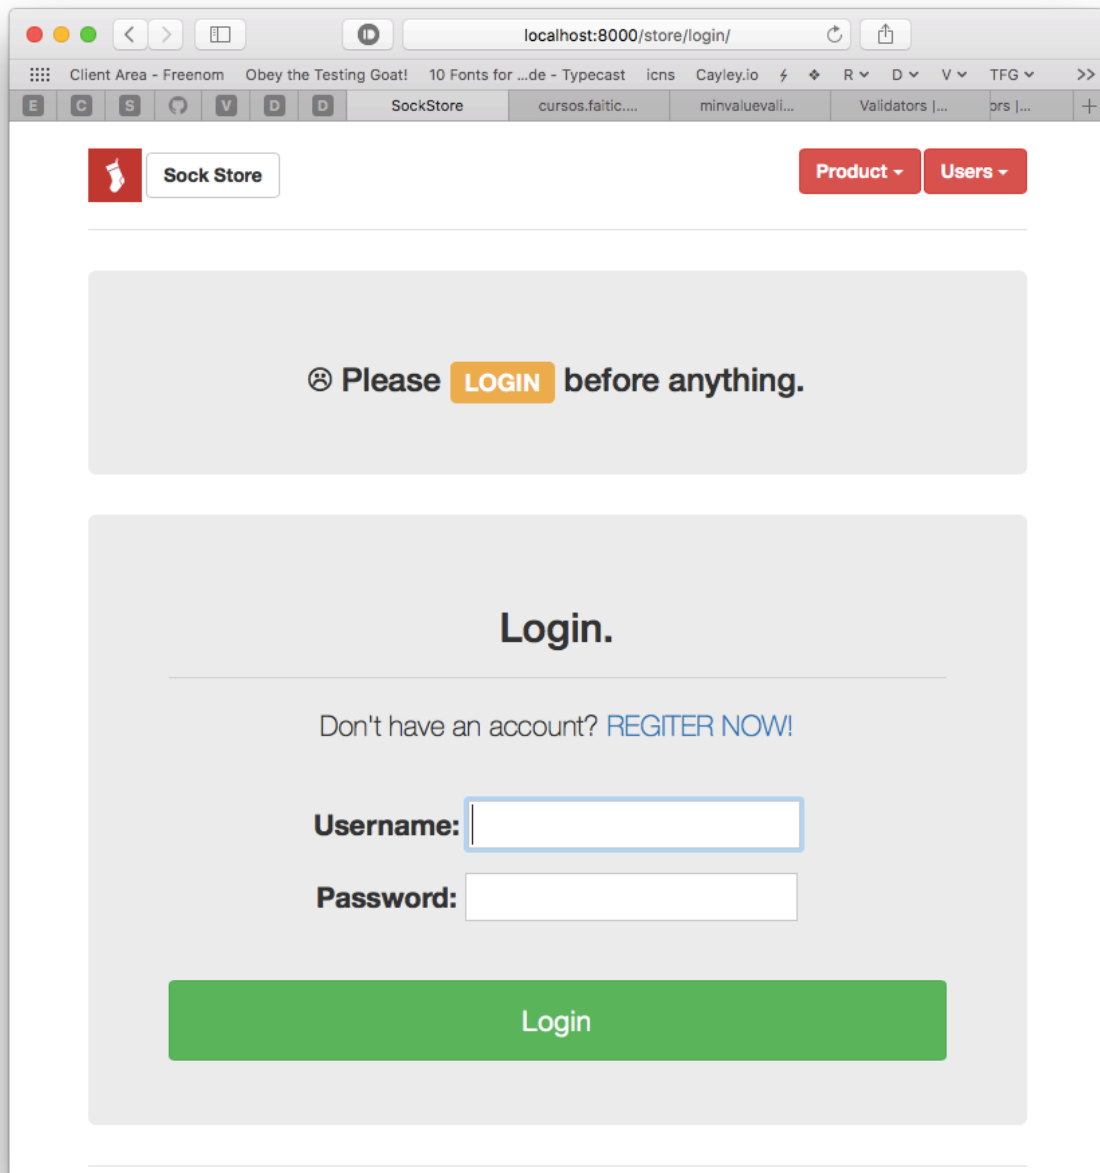 localhost:8000/store/login/
Client Area - Freenom Obey the Testing Goat! 10 Fonts for ...de - Typecast icns Cayley.io R D V TFG >>
E C S V D D SockStore cursos.faitic.... minvaluevali... Validators |... ors |... +
Sock Store Product Users
☹ Please LOGIN before anything.
Login.
Don't have an account? REGITER NOW!
Username:
Password:
Login